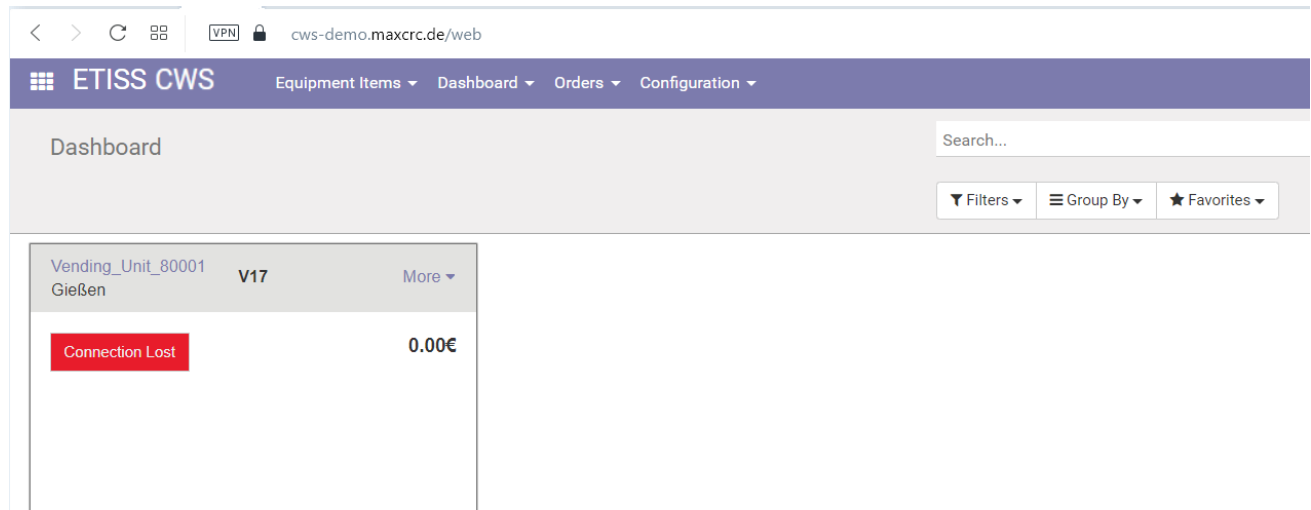 VPN cws-demo.maxcrc.de/web
ETISS CWS Equipment Items Dashboard Orders Configuration
Dashboard
Search...
Filters Group By Favorites
Vending_Unit_80001 V17 More
Gießen
Connection Lost 0.00€